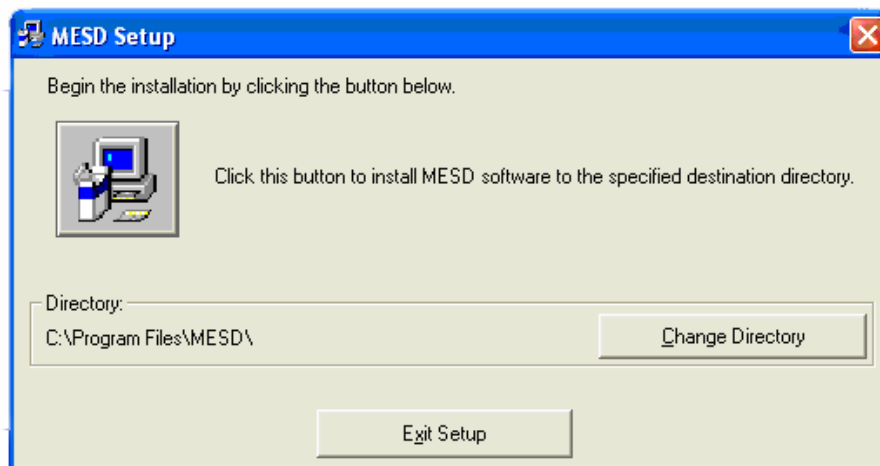 MESD Setup
Begin the installation by clicking the button below.
Click this button to install MESD software to the specified destination directory.
Directory:
C:\Program Files\MESD\
Change Directory
Exit Setup